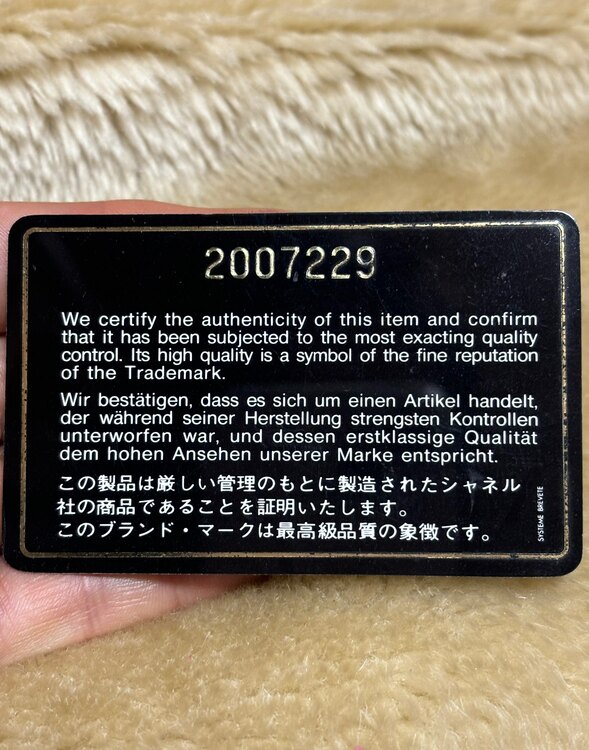 2007229
We certify the authenticity of this item and confirm
that it has been subjected to the most exacting quality
control. Its high quality is a symbol of the fine reputation
of the Trademark.
Wir bestätigen, dass es sich um einen Artikel handelt,
der während seiner Herstellung strengsten Kontrollen
unterworfen war, und dessen erstklassige Qualität
dem hohen Ansehen unserer Marke entspricht.
この製品は厳しい管理のもとに製造されたシャネル
社の商品であることを証明いたします。
このブランド・マークは最高級品質の象徴です。
SYSTEME BREVETE